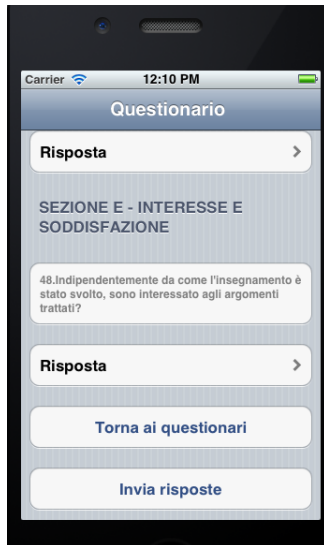 Carrier 12:10 PM
Questionario
Risposta
SEZIONE E - INTERESSE E
SODDISFAZIONE
48.Indipendentemente da come l'insegnamento è
stato svolto, sono interessato agli argomenti
trattati?
Risposta
Torna ai questionari
Invia risposte